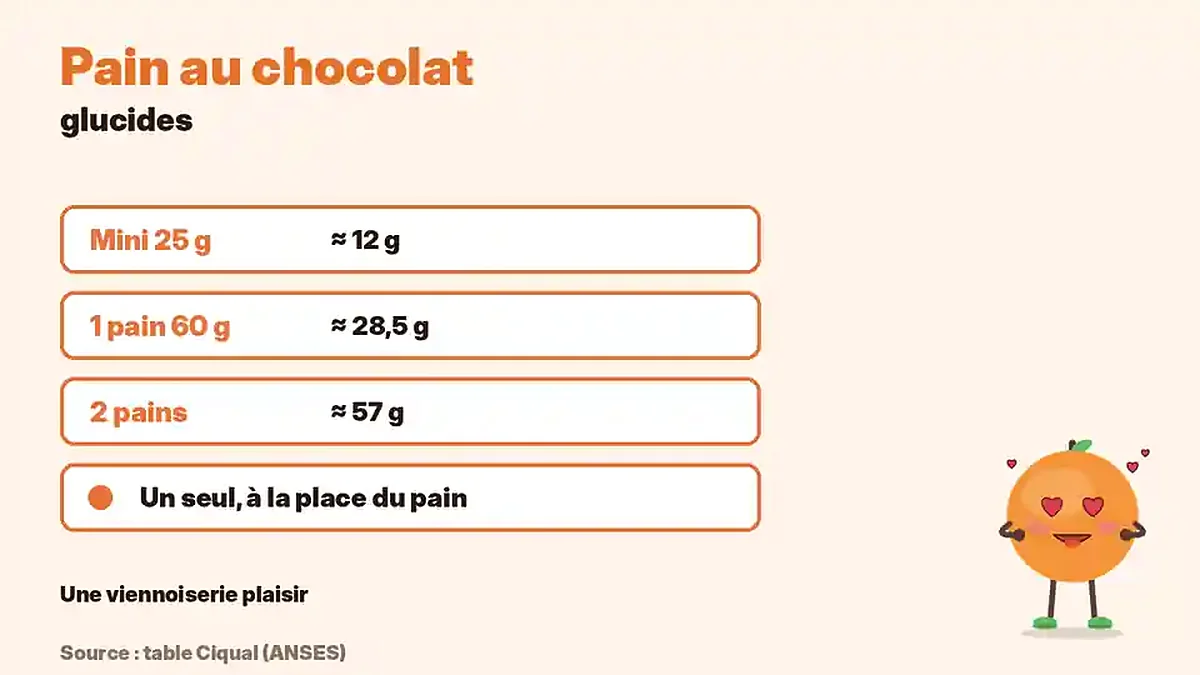 Pain au chocolat
glucides
Mini 25 g ≈ 12 g
1 pain 60 g ≈ 28,5 g
2 pains ≈ 57 g
Un seul, à la place du pain
Une viennoiserie plaisir
Source : table Ciqual (ANSES)